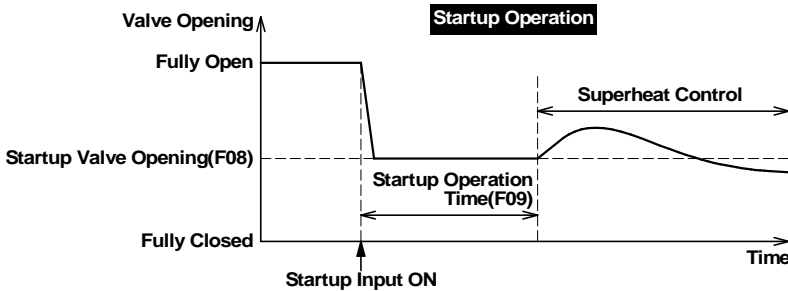 Startup Operation
Valve Opening
Fully Open
Superheat Control
Startup Valve Opening(F08)
Startup Operation
Time(F09)
Fully Closed
Time
Startup Input ON